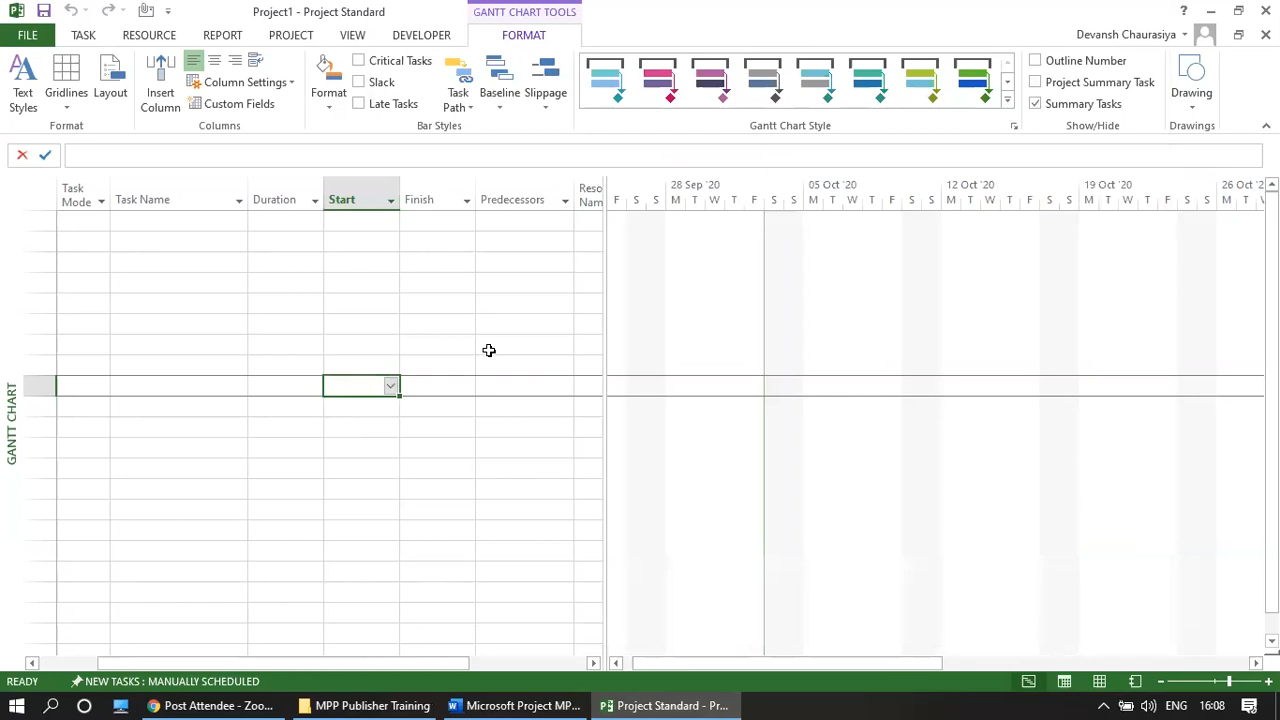 Project1 - Project Standard
GANTT CHART TOOLS
?
FILE
TASK
RESOURCE
REPORT
PROJECT
VIEW
DEVELOPER
FORMAT
Devansh Chaurasiya
Text Styles
Gridlines
Layout
Format
Insert Column
Column Settings
Custom Fields
Columns
Format
Critical Tasks
Slack
Late Tasks
Task Path
Baseline
Slippage
Bar Styles
Gantt Chart Style
Outline Number
Project Summary Task
Summary Tasks
Show/Hide
Drawing
Drawings
Task Mode
Task Name
Duration
Start
Finish
Predecessors
Reso
Nam
28 Sep '20
05 Oct '20
12 Oct '20
19 Oct '20
26 Oct '2
F S S M T W T F S S M T W T F S S M T W T F S S M T W T F S S M T
GANTT CHART
READY
NEW TASKS : MANUALLY SCHEDULED
Post Attendee - Zoo...
MPP Publisher Training
Microsoft Project MP...
Project Standard - Pr...
ENG
16:08